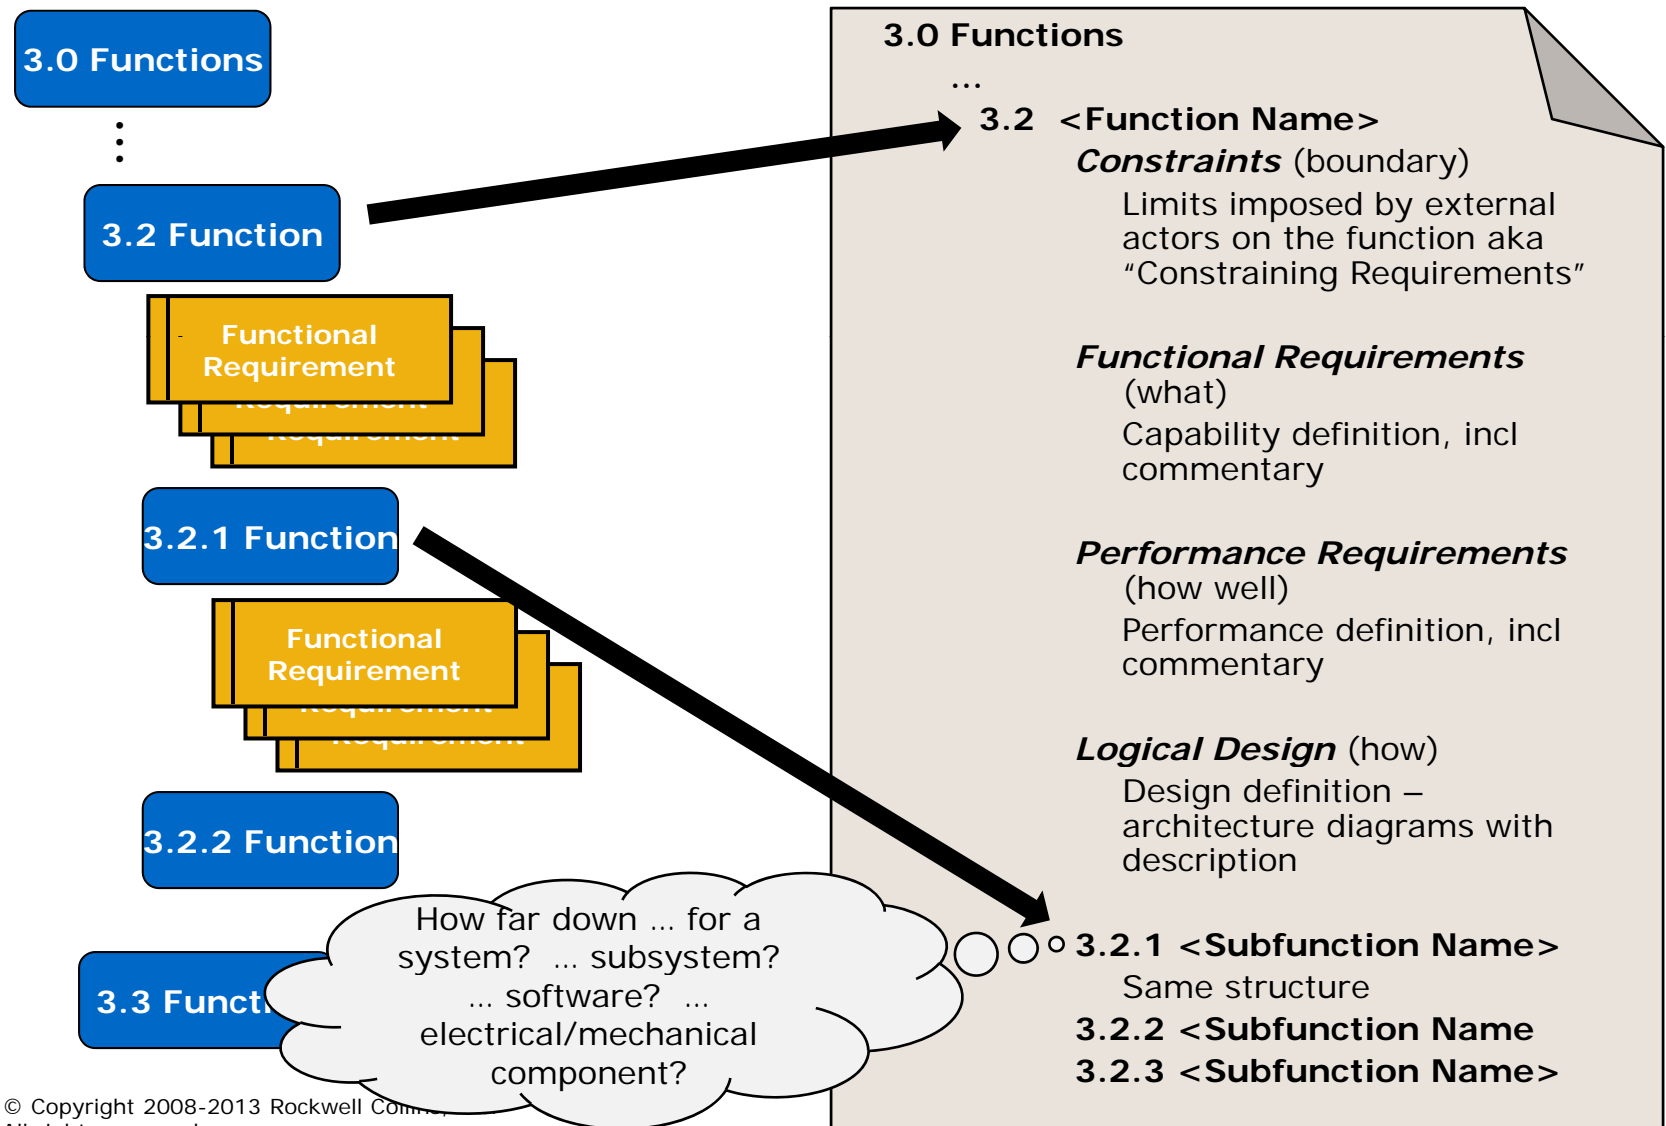 3.0 Functions
3.2 Function
Functional
Requirement
Requirement
Requirement
3.2.1 Function
Functional
Requirement
Requirement
Requirement
3.2.2 Function
3.3
How far down ... for a
system? ... subsystem?
... software? ...
electrical/mechanical
component?
© Copyright 2008-2013 Rockwell
3.0 Functions
...
3.2 <Function Name>
Constraints (boundary)
Limits imposed by external
actors on the function aka
“Constraining Requirements”
Functional Requirements
(what)
Capability definition, incl
commentary
Performance Requirements
(how well)
Performance definition, incl
commentary
Logical Design (how)
Design definition –
architecture diagrams with
description
3.2.1 <Subfunction Name>
Same structure
3.2.2 <Subfunction Name
3.2.3 <Subfunction Name>